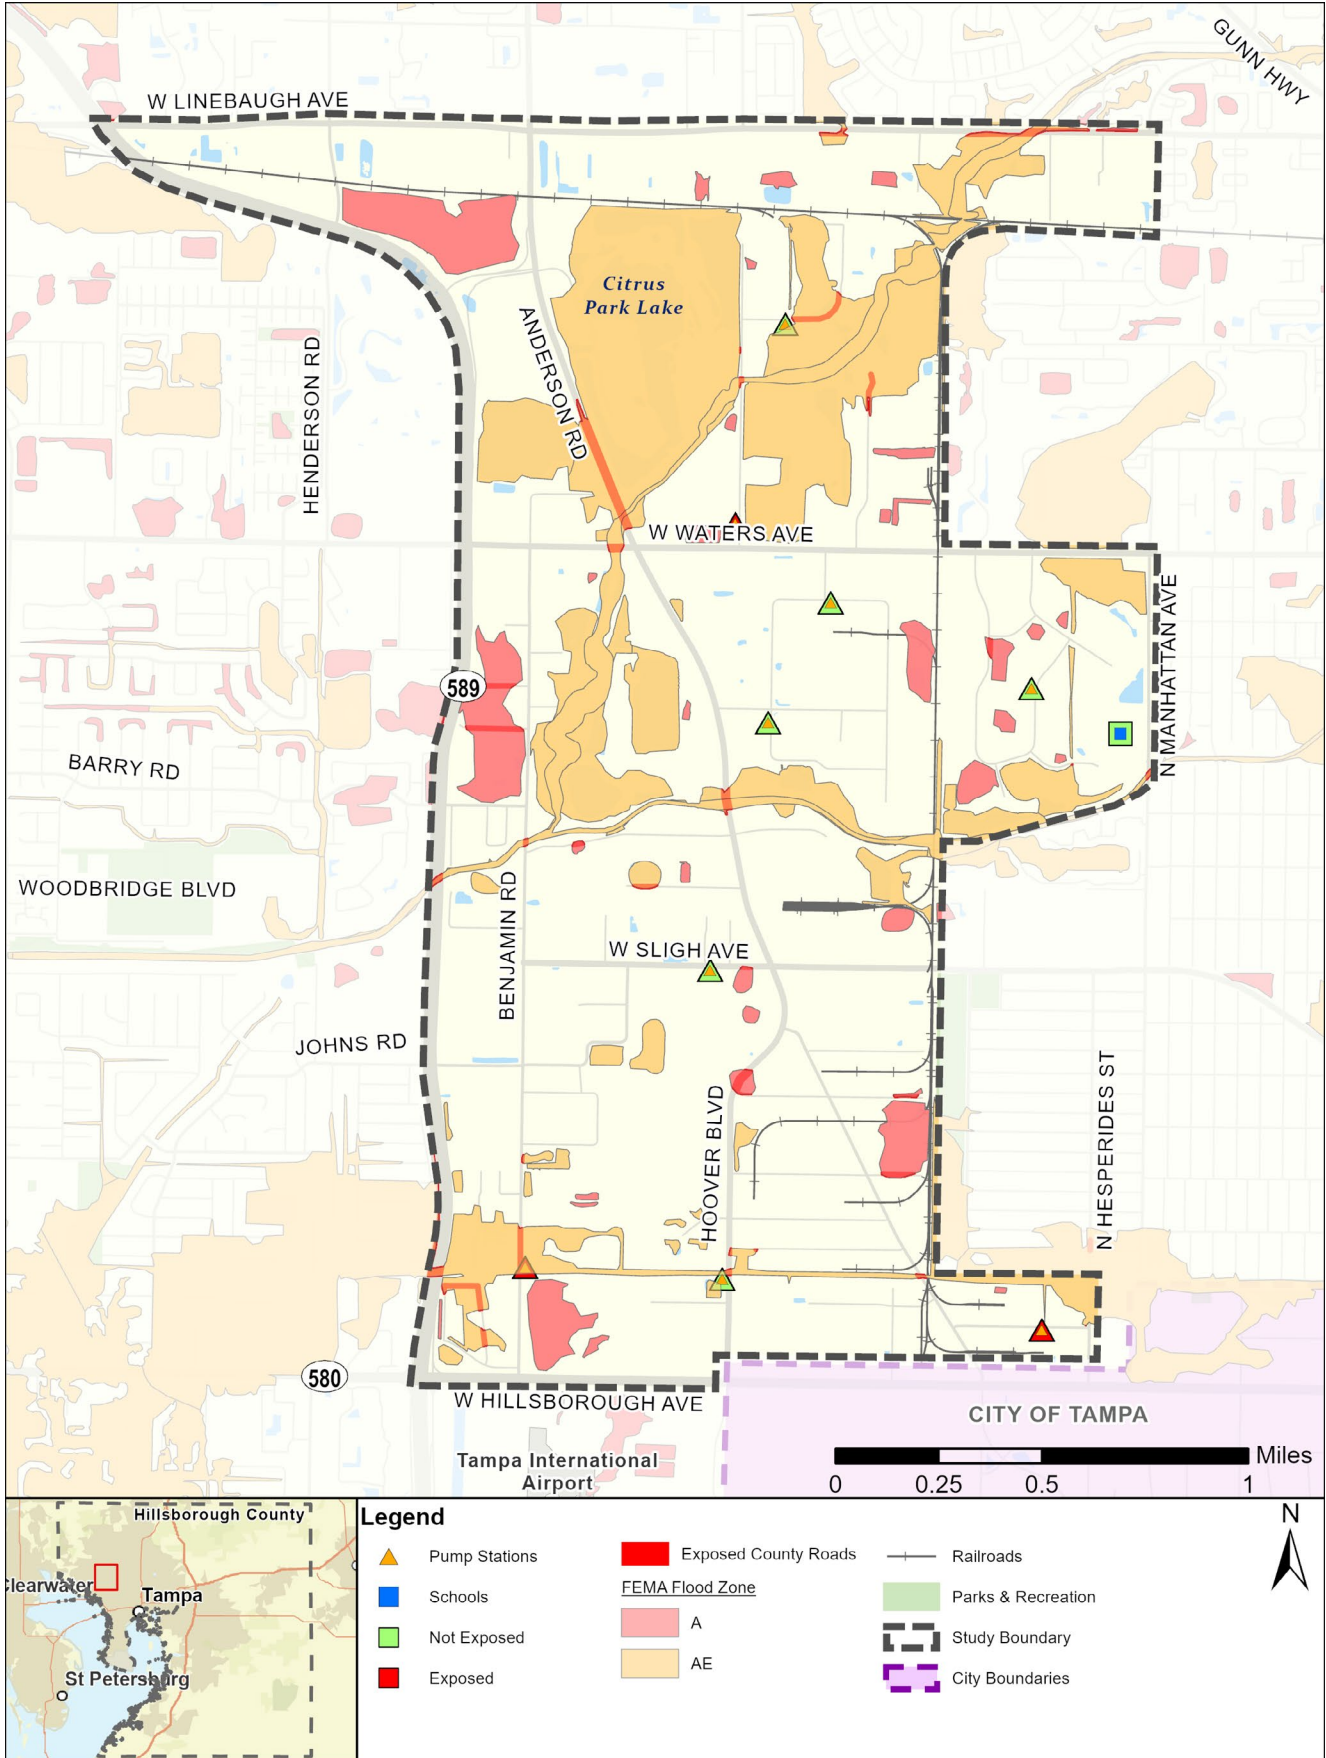 GUNN HWY
W LINEBAUGH AVE
Citrus
Park Lake
ANDERSON RD
HENDERSON RD
W WATERS AVE
N MANHATTAN AVE
589
BARRY RD
WOODBRIDGE BLVD
BENJAMIN RD
W SLIGH AVE
JOHNS RD
HOOVER BLVD
N HESPERIDES ST
580
W HILLSBOROUGH AVE
CITY OF TAMPA
Tampa International
Airport
Miles
0 0.25 0.5 1
Hillsborough County
Clearwater
Tampa
St Petersburg
Legend
Pump Stations
Schools
Not Exposed
Exposed
Exposed County Roads
FEMA Flood Zone
A
AE
Railroads
Parks & Recreation
Study Boundary
City Boundaries
N